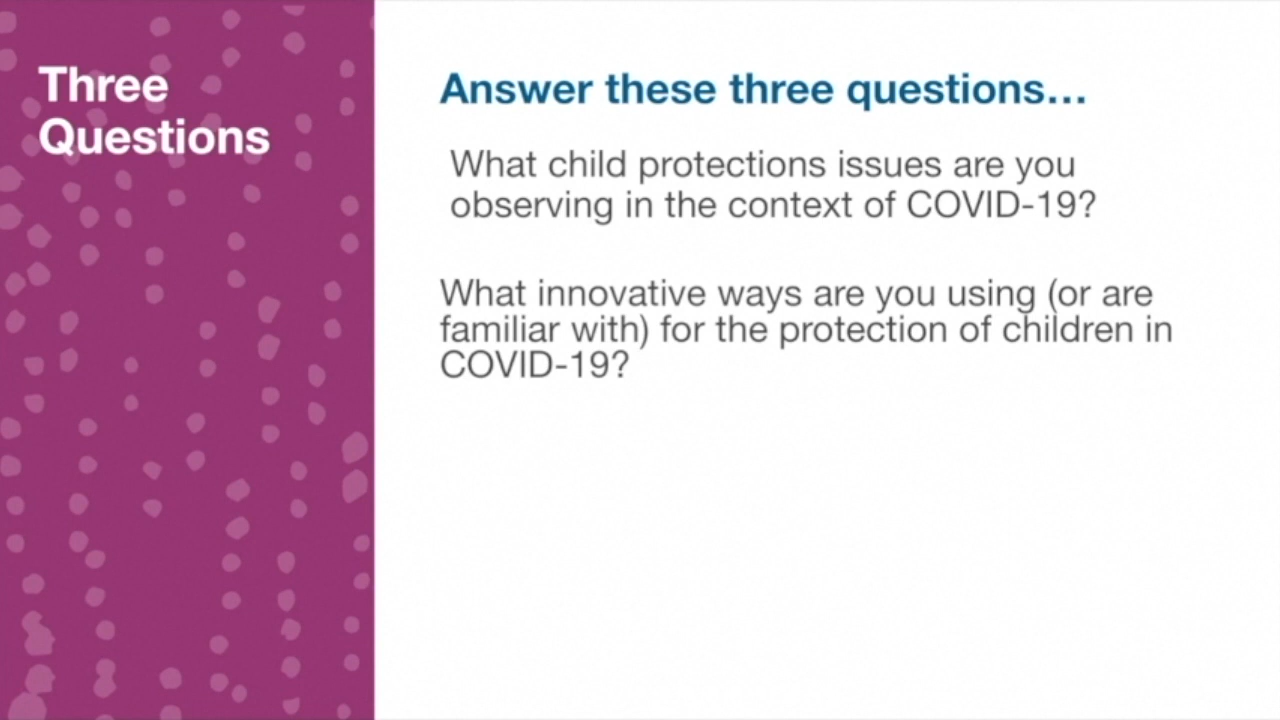 Three
Questions
Answer these three questions...
What child protections issues are you
observing in the context of COVID-19?
What innovative ways are you using (or are
familiar with) for the protection of children in
COVID-19?